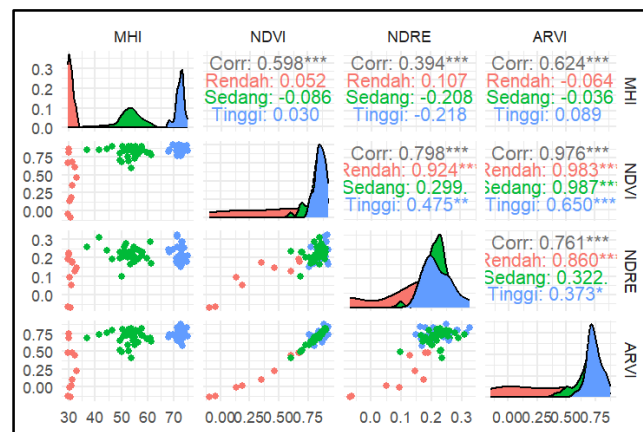 MHI NDVI NDRE ARVI
0.3
0.2
0.1
0.0
Corr: 0.598***
Rendah: 0.052
Sedang: -0.086
Tinggi: 0.030
Corr: 0.394***
Rendah: 0.107
Sedang: -0.208
Tinggi: -0.218
Corr: 0.624***
Rendah: -0.064
Sedang: -0.036
Tinggi: 0.089
MHI
0.75
0.50
0.25
0.00
Corr: 0.798***
Rendah: 0.924***
Sedang: 0.299.
Tinggi: 0.475**
Corr: 0.976***
Rendah: 0.983***
Sedang: 0.987***
Tinggi: 0.650***
NDVI
0.3
0.2
0.1
0.0
Corr: 0.761***
Rendah: 0.860***
Sedang: 0.322.
Tinggi: 0.373*
NDRE
0.75
0.50
0.25
0.00
ARVI
30 40 50 60 70
0.00 0.25 0.50 0.75
0.0 0.1 0.2 0.3
0.00 0.25 0.50 0.75